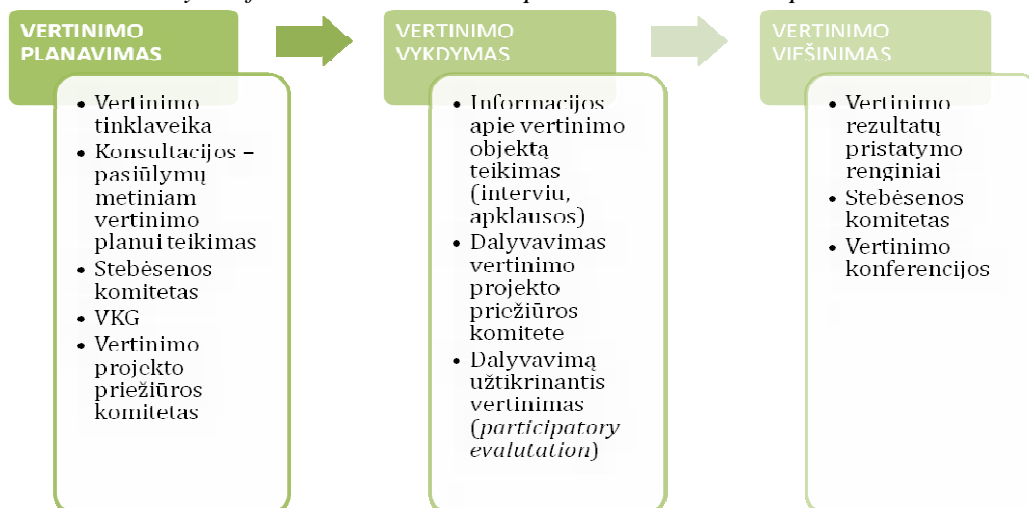 VERTINIMO
PLANAVIMAS
• Vertinimo
tinklaveika
• Konsultacijos –
pasiūlymų
metiniam
vertinimo
planui teikimas
• Stebėsenos
komitetas
• VKG
• Vertinimo
projekto
priežiūros
komitetas
VERTINIMO
VYKDYMAS
• Informacijos
apie vertinimo
objektą
teikimas
(interviu,
apklausos)
• Dalyvavimas
vertinimo
projekto
priežiūros
komitete
• Dalyvavimą
užtikrinantis
vertinimas
(participatory
evalutation)
VERTINIMO
VIEŠINIMAS
• Vertinimo
rezultatų
pristatymo
renginiai
• Stebėsenos
komitetas
• Vertinimo
konferencijos